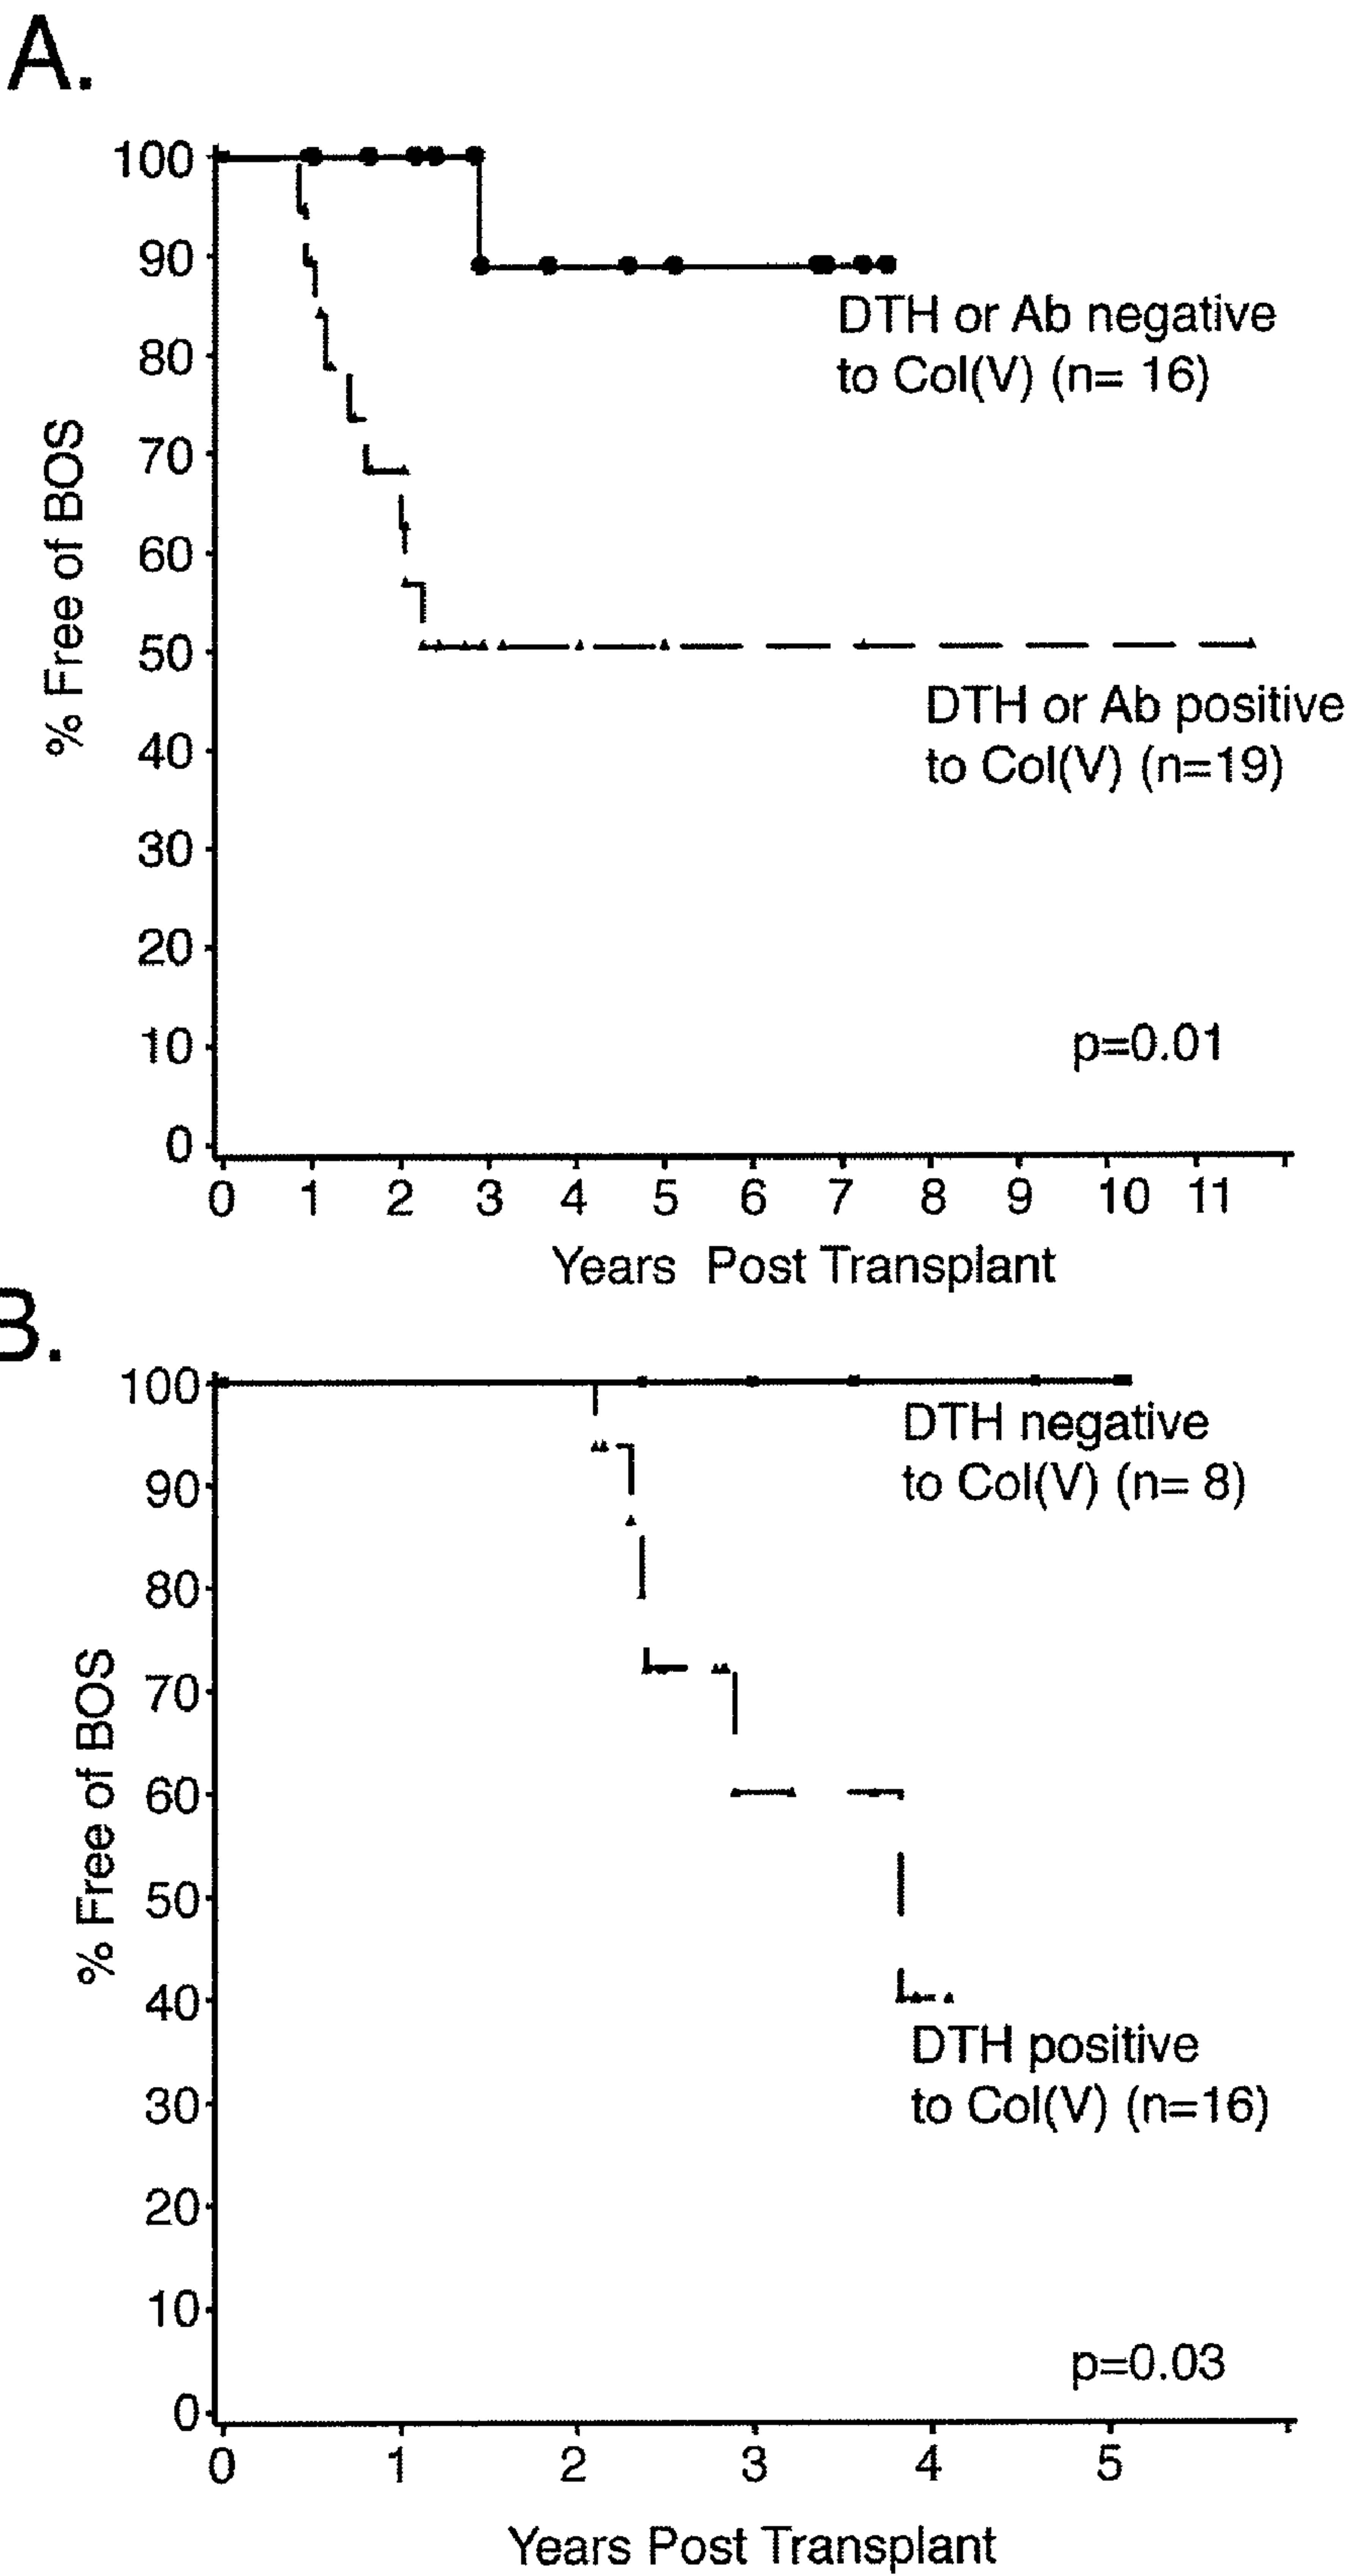 A.
100
90
80
70
60
50
40
30
20
10
0
% Free of BOS
DTH or Ab negative
to Col(V) (n= 16)
DTH or Ab positive
to Col(V) (n=19)
p=0.01
0 1 2 3 4 5 6 7 8 9 10 11
Years Post Transplant
B.
100
90
80
70
60
50
40
30
20
10
0
% Free of BOS
DTH negative
to Col(V) (n= 8)
DTH positive
to Col(V) (n=16)
p=0.03
0 1 2 3 4 5
Years Post Transplant